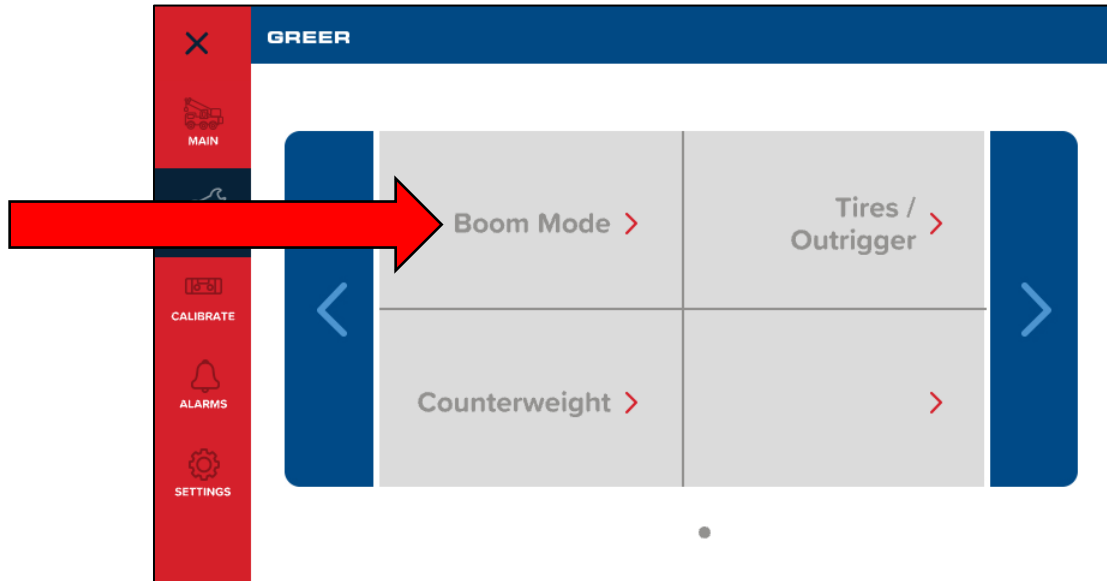 GREER
MAIN
CALIBRATE
ALARMS
SETTINGS
Boom Mode
Tires /
Outrigger
Counterweight